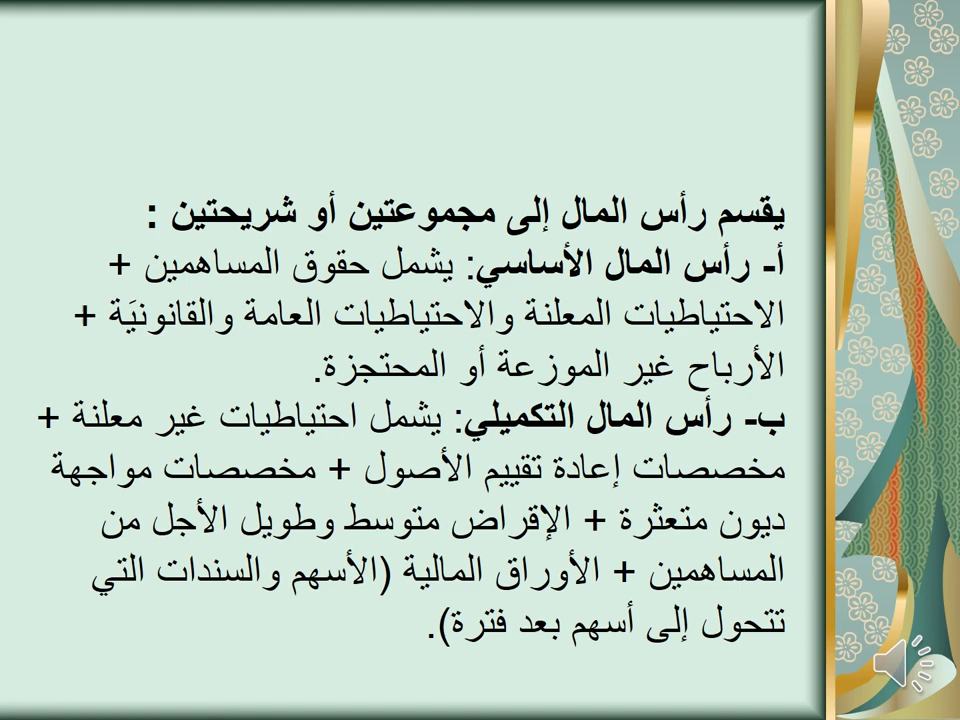 يقسم رأس المال إلى مجموعتين أو شريحتين :
أ- رأس المال الأساسي: يشمل حقوق المساهمين +
الاحتياطيات المعلنة والاحتياطيات العامة والقانونيَة +
الأرباح غير الموزعة أو المحتجزة.
ب- رأس المال التكميلي: يشمل احتياطيات غير معلنة +
مخصصات إعادة تقييم الأصول + مخصصات مواجهة
ديون متعثرة + الإقراض متوسط وطويل الأجل من
المساهمين + الأوراق المالية (الأسهم والسندات التي
تتحول إلى أسهم بعد فترة).